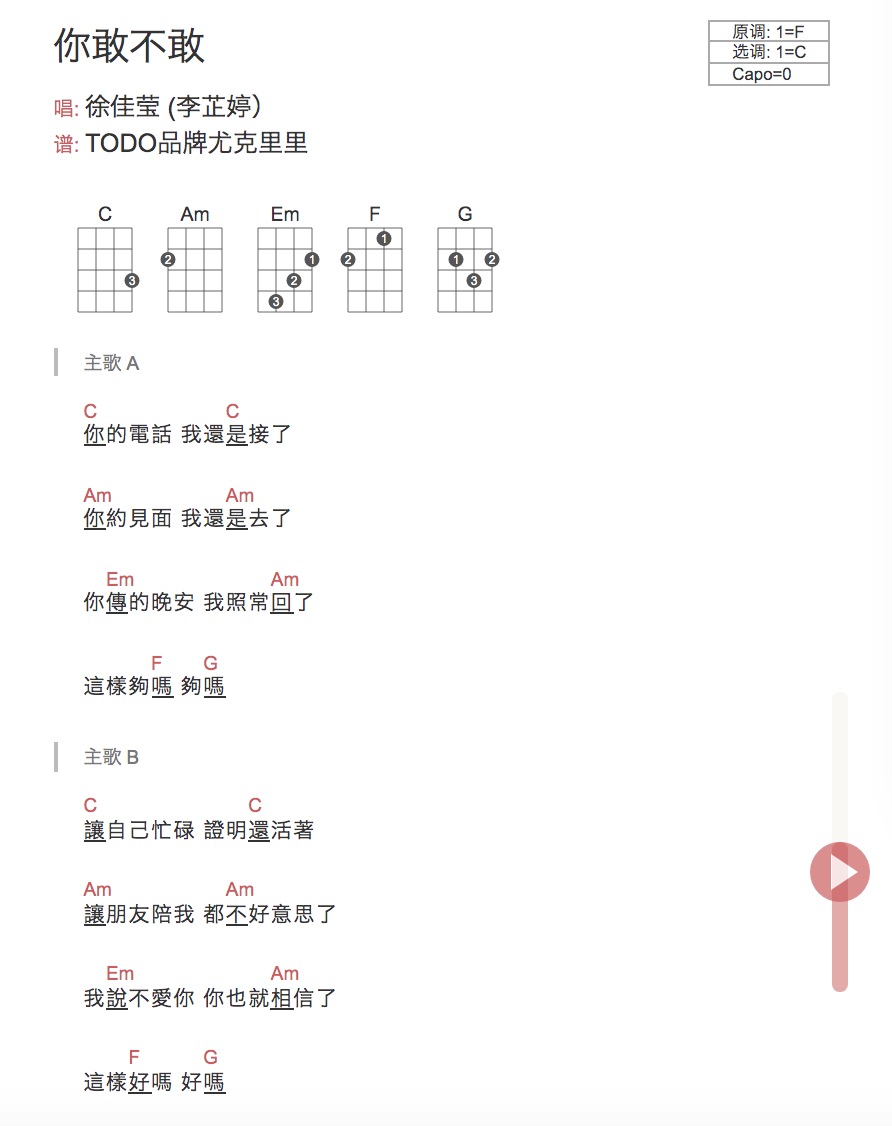 你敢不敢
原调: 1=F
选调: 1=C
Capo=0
唱: 徐佳莹 (李芷婷）
谱: TODO品牌尤克里里
C Am Em F G
3
2
1
2
3
1
2
1
2
3
主歌 A
C C
你的電話 我還是接了
Am Am
你約見面 我還是去了
Em Am
你傳的晚安 我照常回了
F G
這樣夠嗎 夠嗎
主歌 B
C C
讓自己忙碌 證明還活著
Am Am
讓朋友陪我 都不好意思了
Em Am
我說不愛你 你也就相信了
F G
這樣好嗎 好嗎